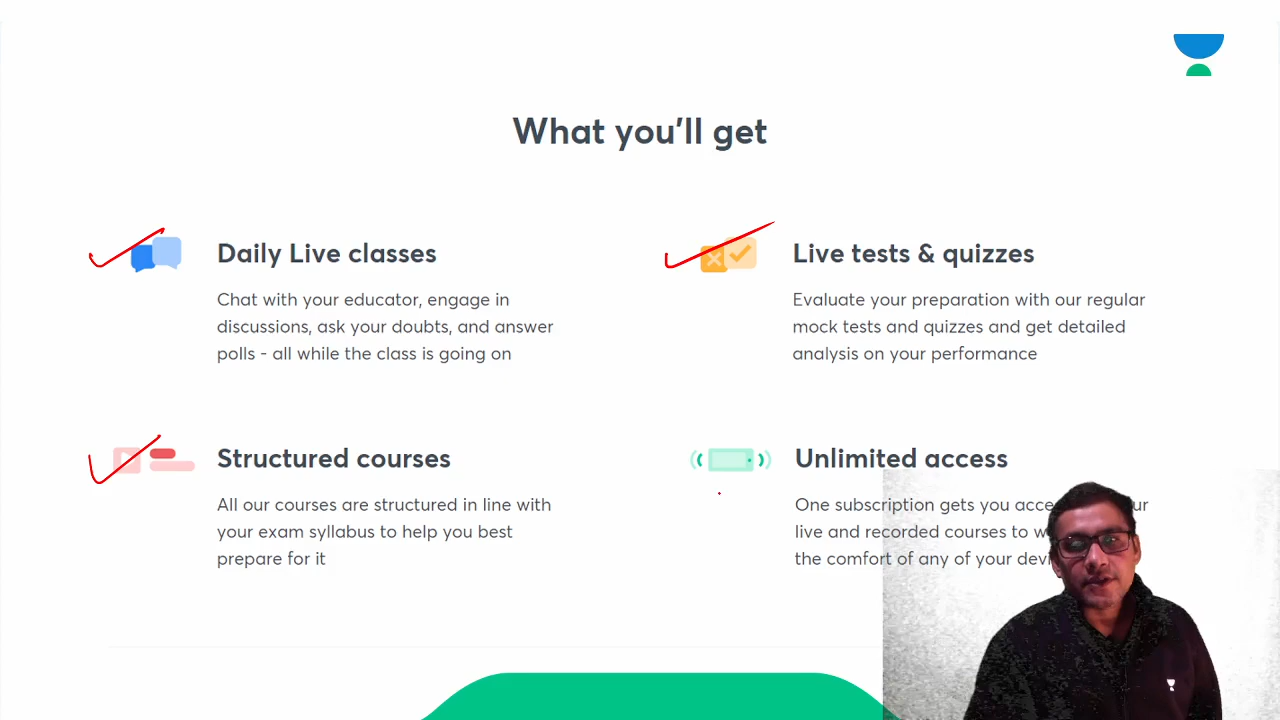 What you'll get
Daily Live classes
Chat with your educator, engage in
discussions, ask your doubts, and answer
polls - all while the class is going on
Live tests & quizzes
Evaluate your preparation with our regular
mock tests and quizzes and get detailed
analysis on your performance
Structured courses
All our courses are structured in line with
your exam syllabus to help you best
prepare for it
Unlimited access
One subscription gets you
live and recorded courses to
the comfort of any of your